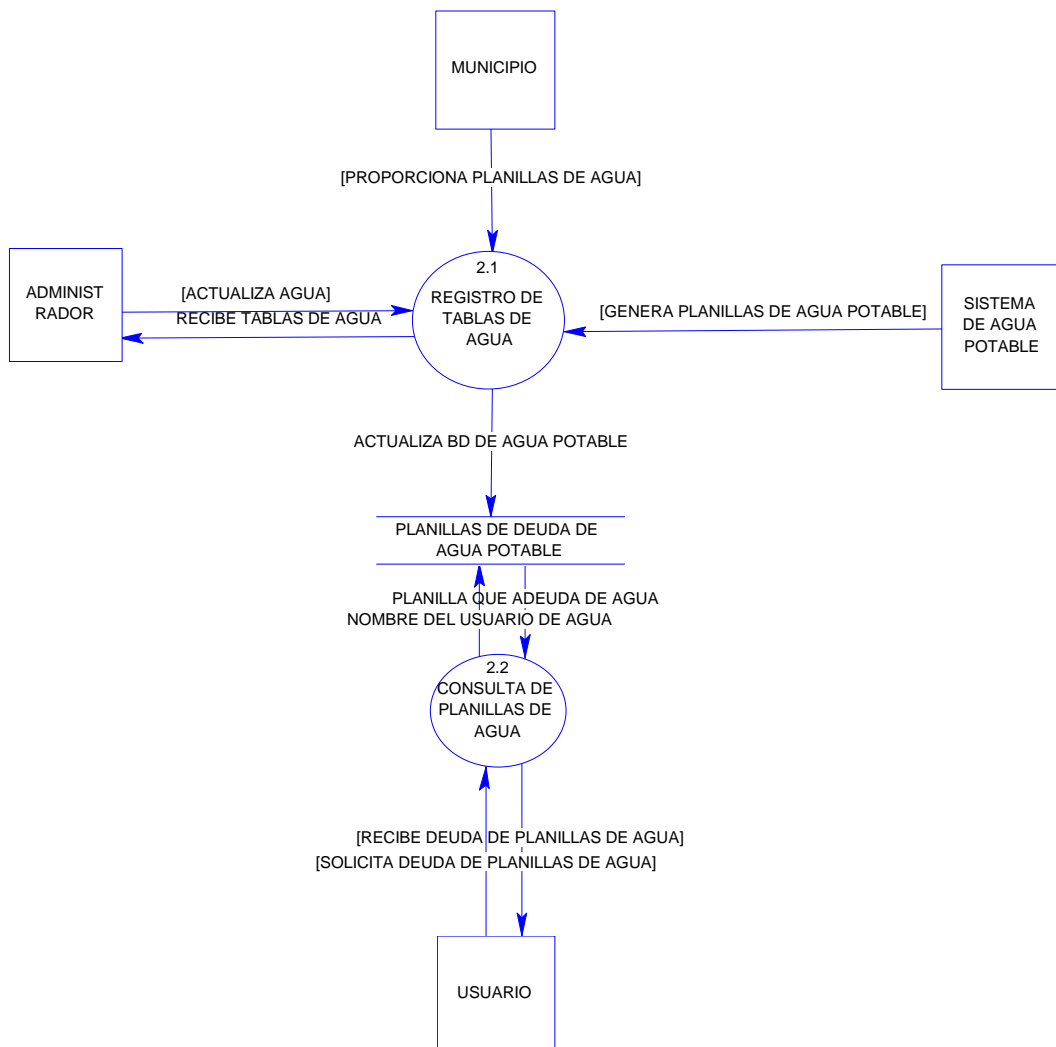 MUNICIPIO
[PROPORCIONA PLANILLAS DE AGUA]
ADMINIST
RADOR
[ACTUALIZA AGUA]
RECIBE TABLAS DE AGUA
2.1
REGISTRO DE
TABLAS DE
AGUA
[GENERA PLANILLAS DE AGUA POTABLE]
SISTEMA
DE AGUA
POTABLE
ACTUALIZA BD DE AGUA POTABLE
PLANILLAS DE DEUDA DE
AGUA POTABLE
PLANILLA QUE ADEUDA DE AGUA
NOMBRE DEL USUARIO DE AGUA
2.2
CONSULTA DE
PLANILLAS DE
AGUA
[RECIBE DEUDA DE PLANILLAS DE AGUA]
[SOLICITA DEUDA DE PLANILLAS DE AGUA]
USUARIO